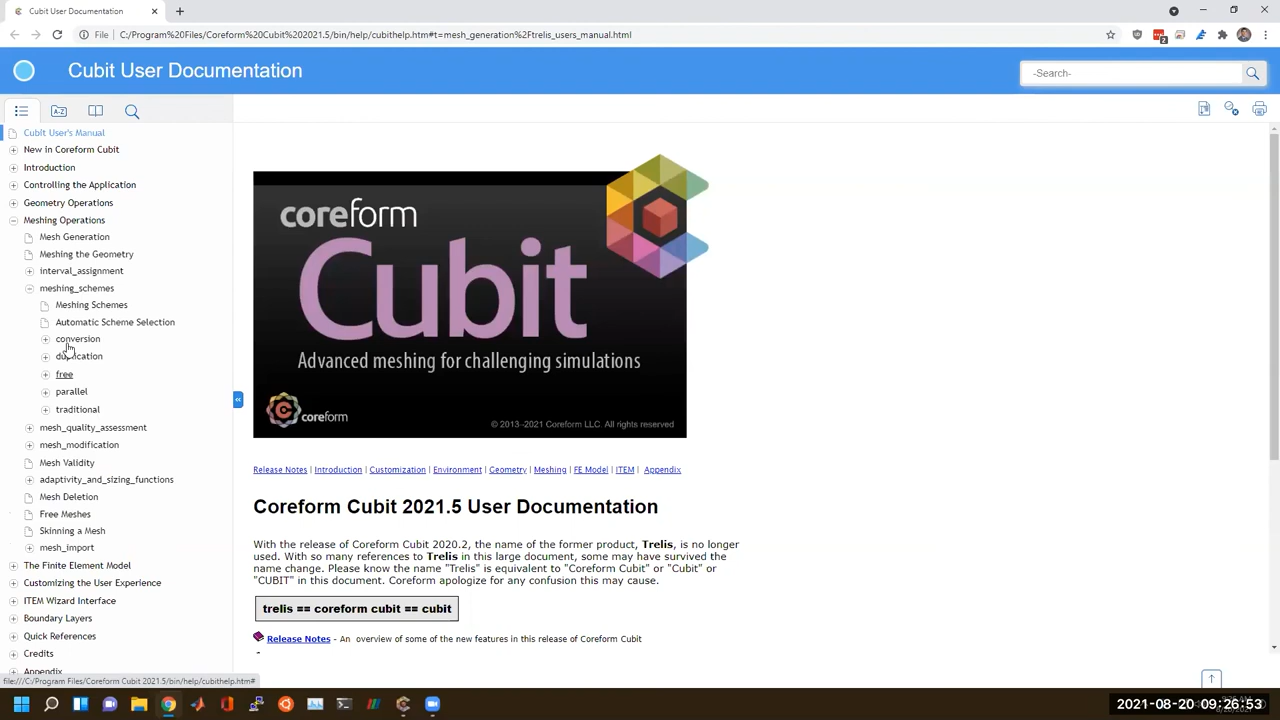 Cubit User Documentation
File
C:/Program%20Files/Coreform%20Cubit%202021.5/bin/help/cubithelp.htm#t=mesh_generation%2Ftrelis_users_manual.html
2
Cubit User Documentation
-Search-
A-Z
Cubit User's Manual
New in Coreform Cubit
Introduction
Controlling the Application
Geometry Operations
Meshing Operations
Mesh Generation
Meshing the Geometry
interval_assignment
meshing_schemes
Meshing Schemes
Automatic Scheme Selection
conversion
duplication
free
parallel
traditional
mesh_quality_assessment
mesh_modification
Mesh Validity
adaptivity_and_sizing_functions
Mesh Deletion
Free Meshes
Skinning a Mesh
mesh_import
The Finite Element Model
Customizing the User Experience
ITEM Wizard Interface
Boundary Layers
Quick References
Credits
Appendix
coreform
Cubit
Advanced meshing for challenging simulations
coreform
© 2013-2021 Coreform LLC. All rights reserved
Release Notes | Introduction | Customization | Environment | Geometry | Meshing | FE Model | ITEM | Appendix
Coreform Cubit 2021.5 User Documentation
With the release of Coreform Cubit 2020.2, the name of the former product, Trelis, is no longer
used. With so many references to Trelis in this large document, some may have survived the
name change. Please know the name "Trelis" is equivalent to "Coreform Cubit" or "Cubit" or
"CUBIT" in this document. Coreform apologize for any confusion this may cause.
trelis == coreform cubit == cubit
Release Notes - An overview of some of the new features in this release of Coreform Cubit
-
file:///C:/Program Files/Coreform Cubit 2021.5/bin/help/cubithelp.htm#
2021-08-20 09:26:53